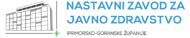 NASTAVNI ZAVOD ZA
JAVNO ZDRAVSTVO
PRIMORSKO-GORANSKE ŽUPANIJE